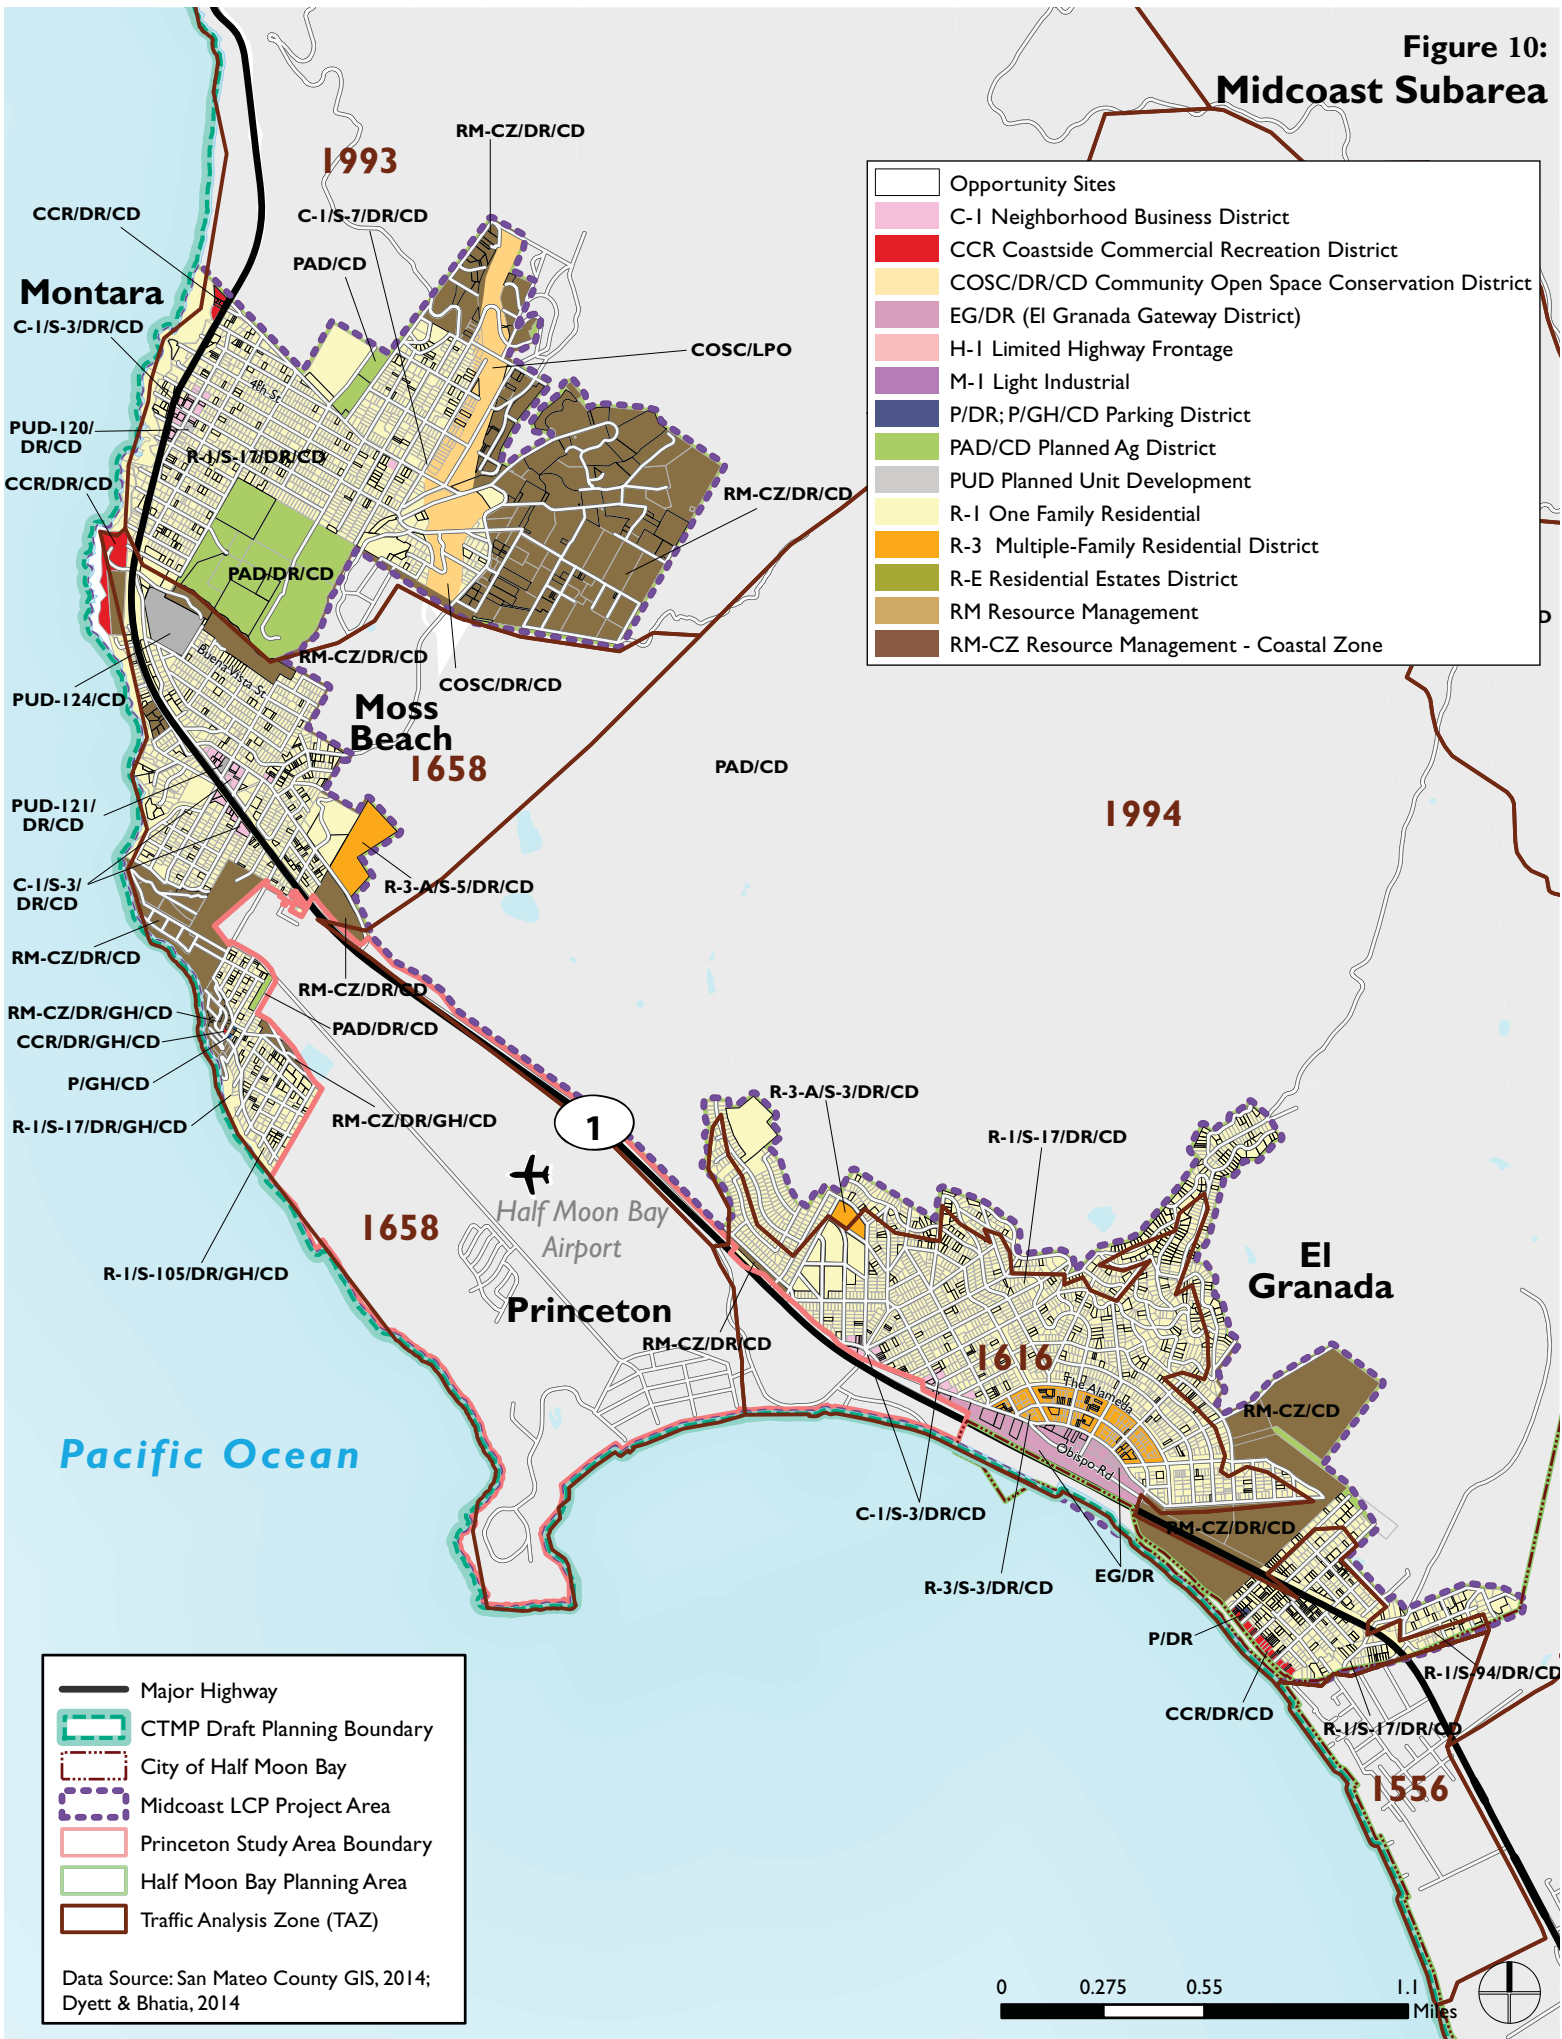 Figure 10:
Midcoast Subarea
RM-CZ/DR/CD
1993
CCR/DR/CD
C-1/S-7/DR/CD
PAD/CD
Montara
C-1/S-3/DR/CD
COSC/LPO
4th St
PUD-120/
DR/CD
R-1/S-17/DR/CD
CCR/DR/CD
RM-CZ/DR/CD
PAD/DR/CD
RM-CZ/DR/CD
Buena Vista St
COSC/DR/CD
PUD-124/CD
Moss
Beach
1658
PAD/CD
1994
PUD-121/
DR/CD
C-1/S-3/
DR/CD
R-3-A/S-5/DR/CD
RM-CZ/DR/CD
RM-CZ/DR/CD
RM-CZ/DR/GH/CD
PAD/DR/CD
CCR/DR/GH/CD
P/GH/CD
R-1/S-17/DR/GH/CD
RM-CZ/DR/GH/CD
1
R-3-A/S-3/DR/CD
R-1/S-17/DR/CD
1658
Half Moon Bay
Airport
R-1/S-105/DR/GH/CD
Princeton
RM-CZ/DR/CD
El
Granada
1616
The Alameda
RM-CZ/CD
Obispo Rd
Pacific Ocean
C-1/S-3/DR/CD
RM-CZ/DR/CD
R-3/S-3/DR/CD
EG/DR
P/DR
R-1/S-94/DR/CD
CCR/DR/CD
R-1/S-17/DR/CD
1556
D
Opportunity Sites
C-1 Neighborhood Business District
CCR Coastside Commercial Recreation District
COSC/DR/CD Community Open Space Conservation District
EG/DR (El Granada Gateway District)
H-1 Limited Highway Frontage
M-1 Light Industrial
P/DR; P/GH/CD Parking District
PAD/CD Planned Ag District
PUD Planned Unit Development
R-1 One Family Residential
R-3 Multiple-Family Residential District
R-E Residential Estates District
RM Resource Management
RM-CZ Resource Management - Coastal Zone
Major Highway
CTMP Draft Planning Boundary
City of Half Moon Bay
Midcoast LCP Project Area
Princeton Study Area Boundary
Half Moon Bay Planning Area
Traffic Analysis Zone (TAZ)
Data Source: San Mateo County GIS, 2014;
Dyett & Bhatia, 2014
0 0.275 0.55 1.1
Miles